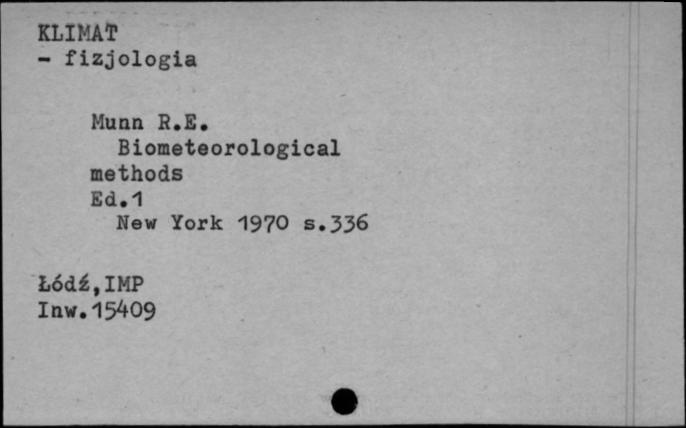 KLIMAT
- fizjologia
Munn R.E.
Biometeorological
methods
Ed.1
New York 1970 s.336
Łódź,IMP
Inw.15409